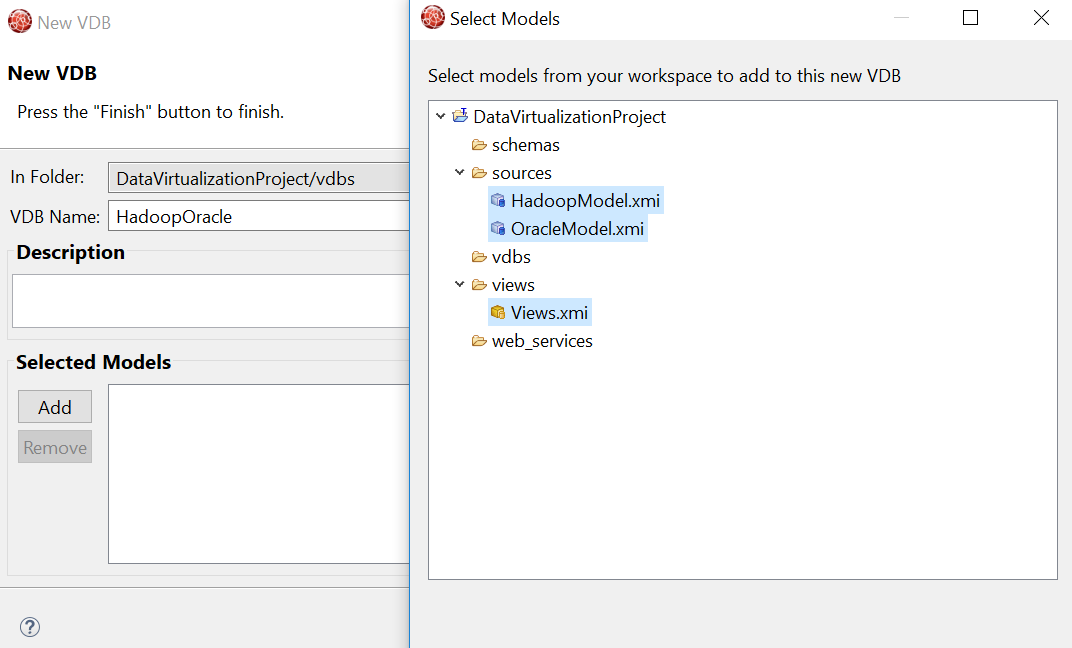 New VDB
New VDB
Press the "Finish" button to finish.
In Folder: DataVirtualizationProject/vdbs
VDB Name: HadoopOracle
Description
Selected Models
Add
Remove
?
Select Models
Select models from your workspace to add to this new VDB
DataVirtualizationProject
schemas
sources
HadoopModel.xmi
OracleModel.xmi
vdbs
views
Views.xmi
web_services